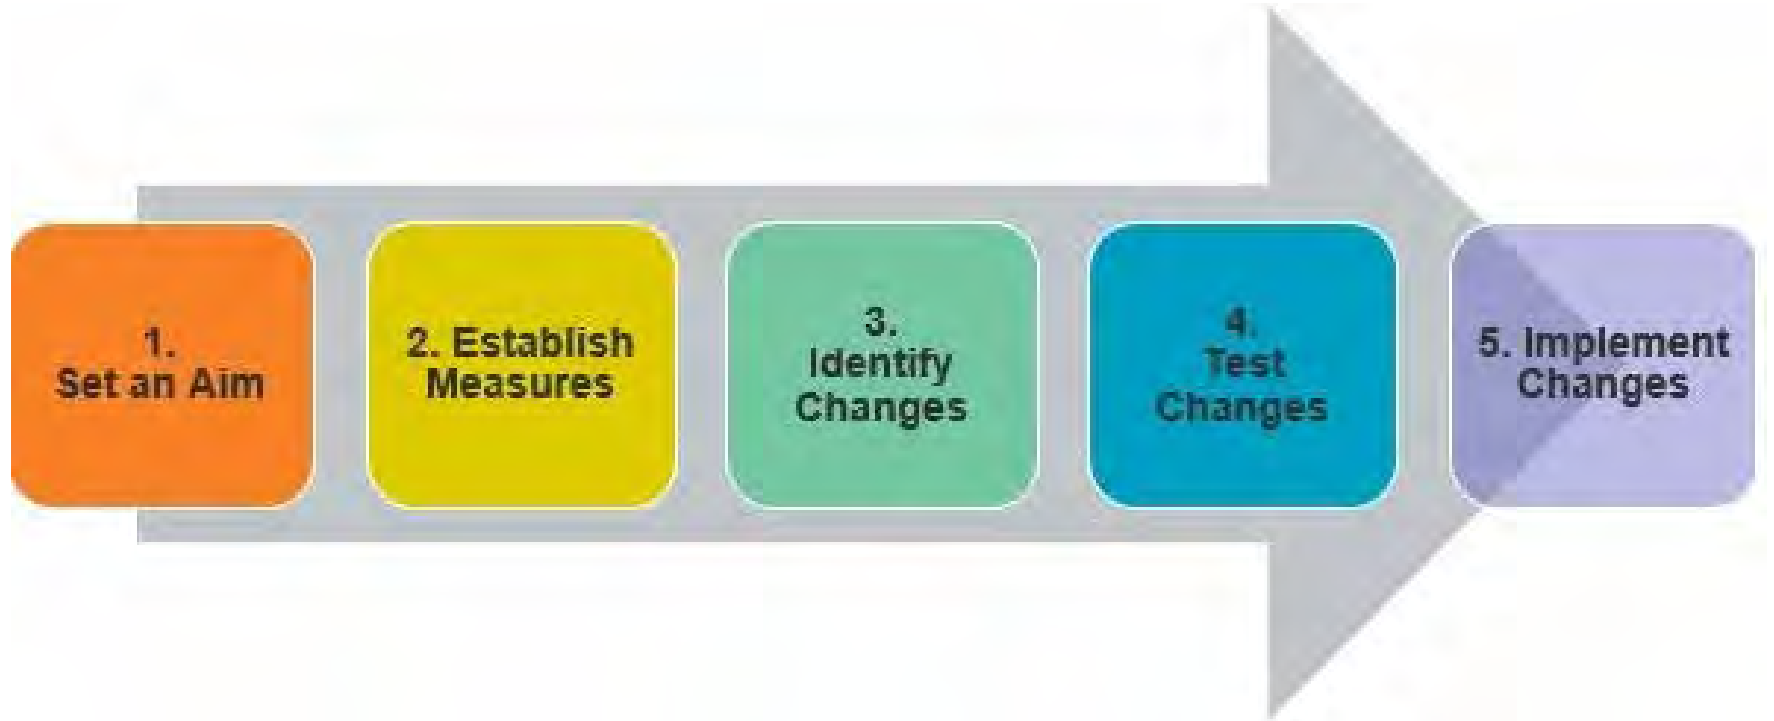 1.
Set an Aim
2. Establish
Measures
3.
Identify
Changes
4.
Test
Changes
5. Implement
Changes